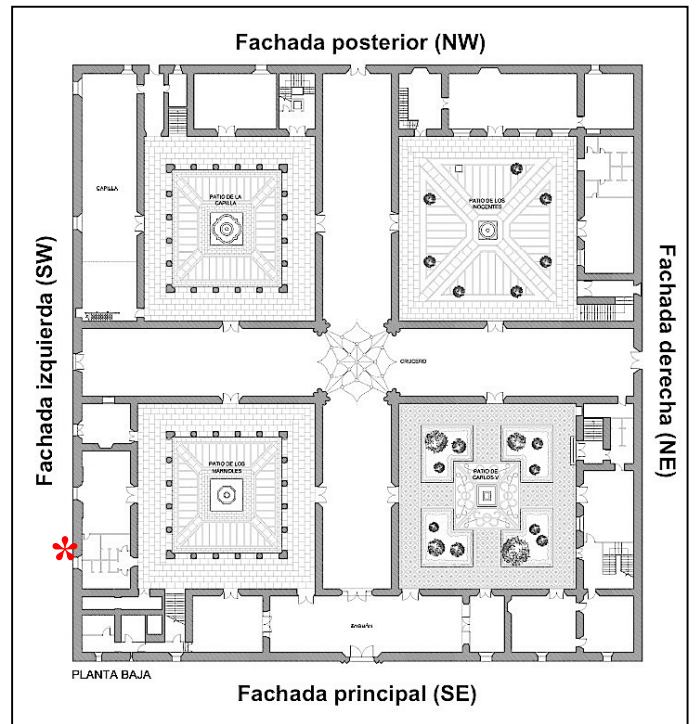 Fachada posterior (NW)
CAPILLA
PATIO DE LA
CAPILLA
PATIO DE LOS
INOCENTES
Fachada izquierda (SW)
Fachada derecha (NE)
CRUCERO
PATIO DE LOS
MARMOLES
PATIO DE
CARLOS V
*
ZAGUÁN
PLANTA BAJA
Fachada principal (SE)